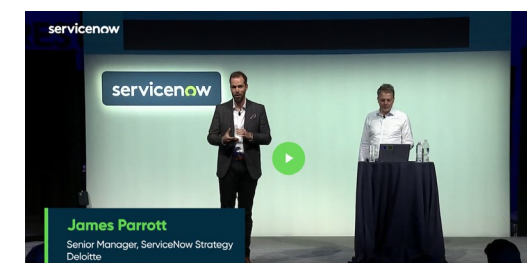 servicenow
servicenow
James Parrott
Senior Manager, ServiceNow Strategy
Deloitte